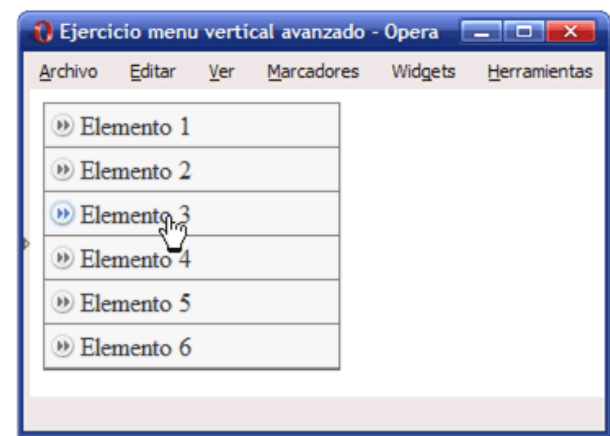 Ejercicio menu vertical avanzado - Opera
Archivo Editar Ver Marcadores Widgets Herramientas
Elemento 1
Elemento 2
Elemento 3
Elemento 4
Elemento 5
Elemento 6